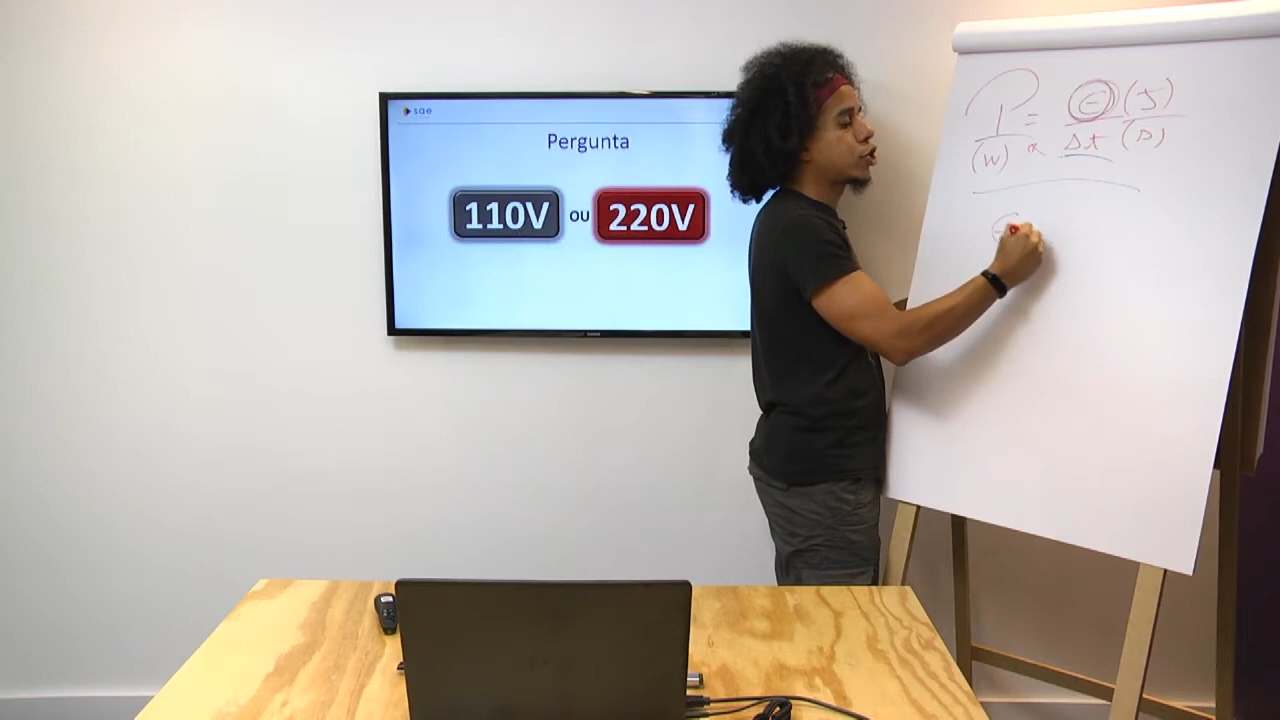 sae
Pergunta
110V ou 220V
P = E (J)
(W) Δt (s)